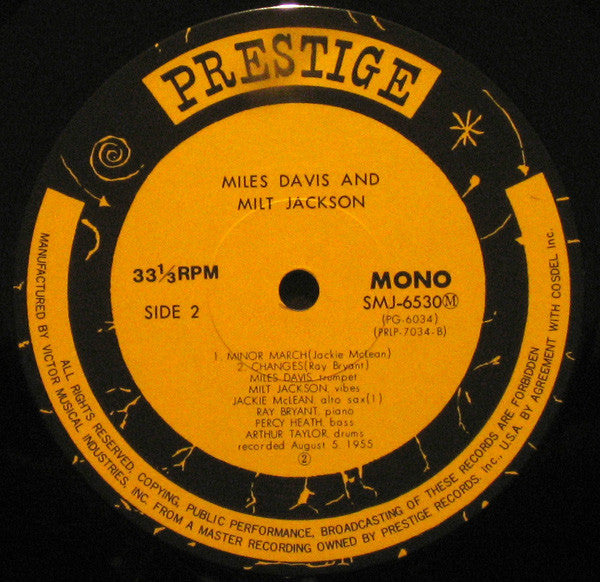 PRESTIGE
MILES DAVIS AND
MILT JACKSON
33 1/3 RPM
SIDE 2
MONO
SMJ-6530Ⓜ
(PG-6034)
(PRLP-7034-B)
1. MINOR MARCH(Jackie McLean)
2. CHANGES(Ray Bryant)
MILES DAVIS, trumpet
MILT JACKSON, vibes
JACKIE McLEAN, alto sax(1)
RAY BRYANT, piano
PERCY HEATH, bass
ARTHUR TAYLOR, drums
recorded August 5, 1955
②
MANUFACTURED BY VICTOR MUSICAL INDUSTRIES, INC. FROM A MASTER RECORDING OWNED BY PRESTIGE RECORDS. Inc., U.S.A. BY AGREEMENT WITH COSDEL inc.
ALL RIGHTS RESERVED. COPYING, PUBLIC PERFORMANCE, BROADCASTING OF THESE RECORDS ARE FORBIDDEN